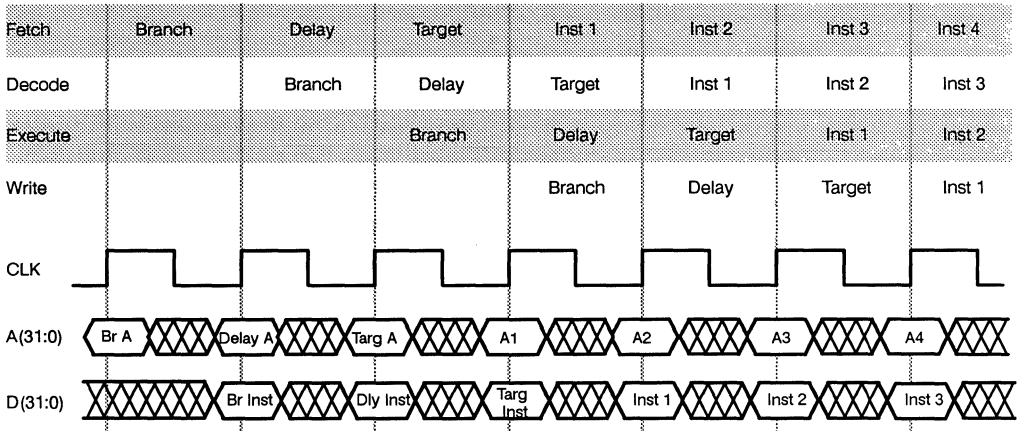 Fetch Branch Delay Target Inst 1 Inst 2 Inst 3 Inst 4
Decode Branch Delay Target Inst 1 Inst 2 Inst 3
Execute Branch Delay Target Inst 1 Inst 2
Write Branch Delay Target Inst 1
CLK
A(31:0) Br A Delay A Targ A A1 A2 A3 A4
D(31:0) Br Inst Dly Inst Targ Inst Inst 1 Inst 2 Inst 3